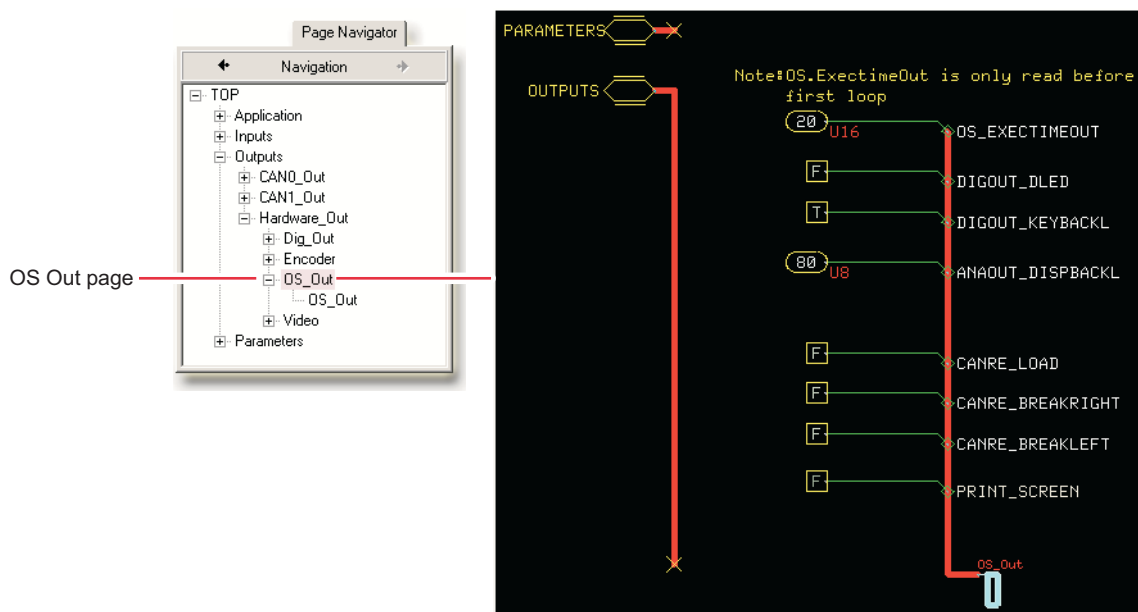 Page Navigator
Navigation
TOP
Application
Inputs
Outputs
CAN0_Out
CAN1_Out
Hardware_Out
Dig_Out
Encoder
OS_Out
OS_Out
Video
Parameters
OS Out page
PARAMETERS
OUTPUTS
Note:OS.ExectimeOut is only read before
first loop
20
U16
OS_EXECTIMEOUT
F
DIGOUT_DLED
T
DIGOUT_KEYBACKL
80
U8
ANAOUT_DISPBACKL
F
CANRE_LOAD
F
CANRE_BREAKRIGHT
F
CANRE_BREAKLEFT
F
PRINT_SCREEN
OS_Out